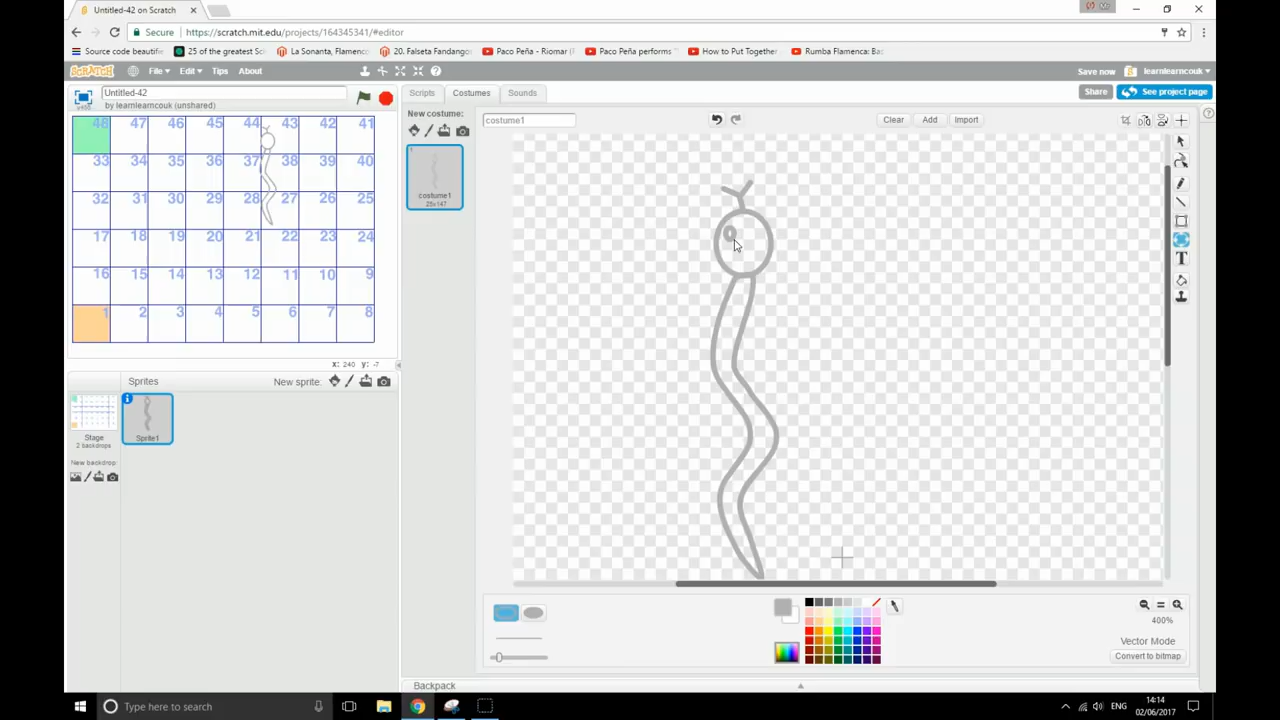 Untitled-42 on Scratch
Secure https://scratch.mit.edu/projects/164345341/#editor
Source code beautifi 25 of the greatest Sc La Sonanta, Flamenco 20. Falseta Fandango Paco Peña - Riomar ( Paco Peña performs How to Put Together Rumba Flamenca: Bas
SCRATCH File Edit Tips About Save now learnlearncouk
Untitled-42
by learnlearncouk (unshared)
Scripts Costumes Sounds
Share See project page
New costume:
costume1
Clear Add Import
48 47 46 45 44 43 42 41
33 34 35 36 37 38 39 40
32 31 30 29 28 27 26 25
17 18 19 20 21 22 23 24
16 15 14 13 12 11 10 9
1 2 3 4 5 6 7 8
1
costume1
25x147
x: 240 y: -7
Sprites New sprite:
Stage
2 backdrops
Sprite1
New backdrop:
T
400%
Vector Mode
Convert to bitmap
Backpack
Type here to search
ENG
14:14
02/06/2017